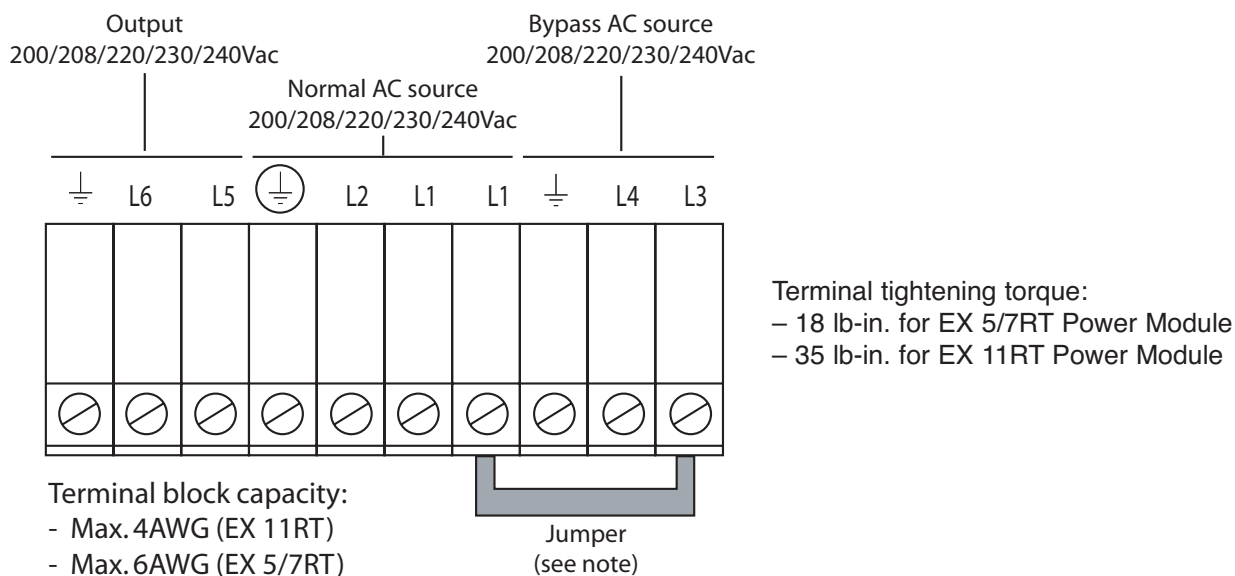 Output
200/208/220/230/240Vac
Bypass AC source
200/208/220/230/240Vac
Normal AC source
200/208/220/230/240Vac
L6 L5 L2 L1 L1 L4 L3
Terminal tightening torque:
– 18 lb-in. for EX 5/7RT Power Module
– 35 lb-in. for EX 11RT Power Module
Terminal block capacity:
- Max. 4AWG (EX 11RT)
- Max. 6AWG (EX 5/7RT)
Jumper
(see note)